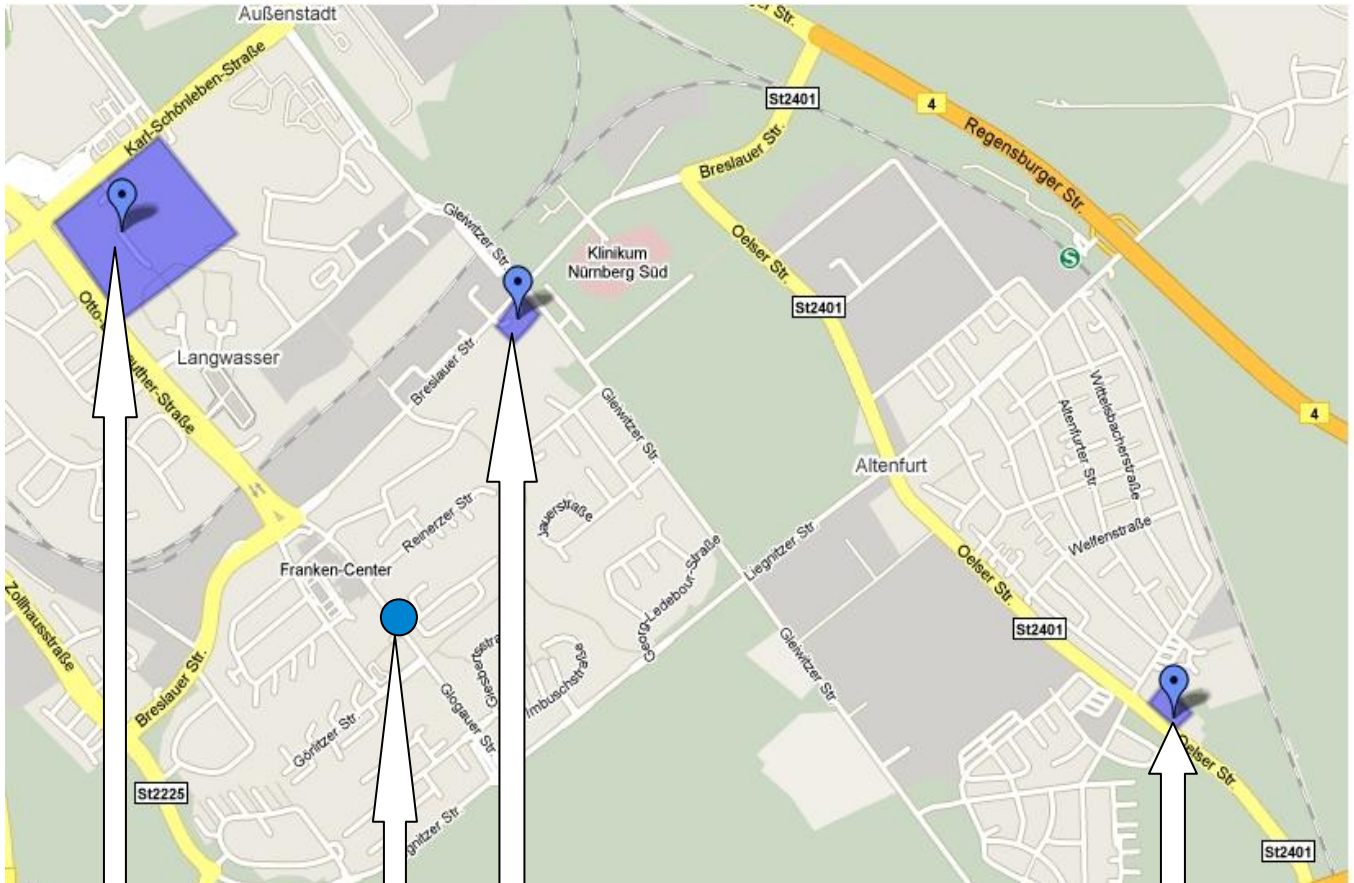 Außenstadt
Karl-Schönleben-Straße
Str.
St2401
4
Regensburger Str.
Breslauer Str.
Gleiwitzer Str.
Klinikum
Nürnberg Süd
Oelser Str.
St2401
Langwasser
Breslauer Str.
Gleiwitzer Str.
4
Wittelsbacherstraße
Altenfurter Str.
Altenfurt
Welfenstraße
Reinerzer Str
Jauerstraße
Franken-Center
Liegnitzer Str.
Georg-Ledebour-Straße
Oelser Str.
St2401
Zollhausstraße
Breslauer Str.
Gleiwitzer Str.
Imbuschstraße
Görlitzer Str.
Glogauer Str.
Oelser Str.
St2225
St2401